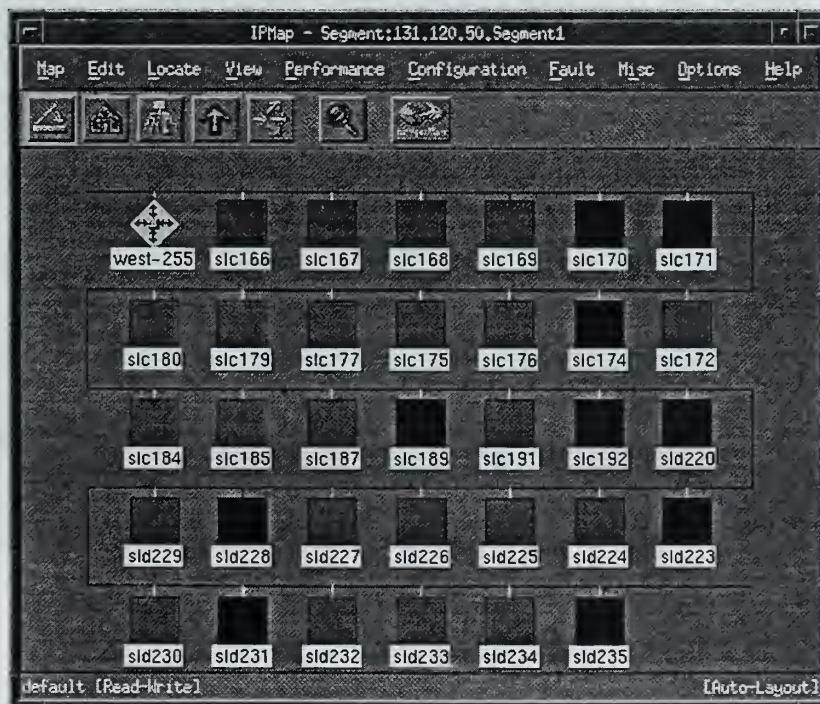 IPMap - Segment:131.120.50.Segment1
Map Edit Locate View Performance Configuration Fault Misc Options Help
west-255 slc166 slc167 slc168 slc169 slc170 slc171
slc180 slc179 slc177 slc175 slc176 slc174 slc172
slc184 slc185 slc187 slc189 slc191 slc192 sld220
sld229 sld228 sld227 sld226 sld225 sld224 sld223
sld230 sld231 sld232 sld233 sld234 sld235
default [Read-Write] [Auto-Layout]